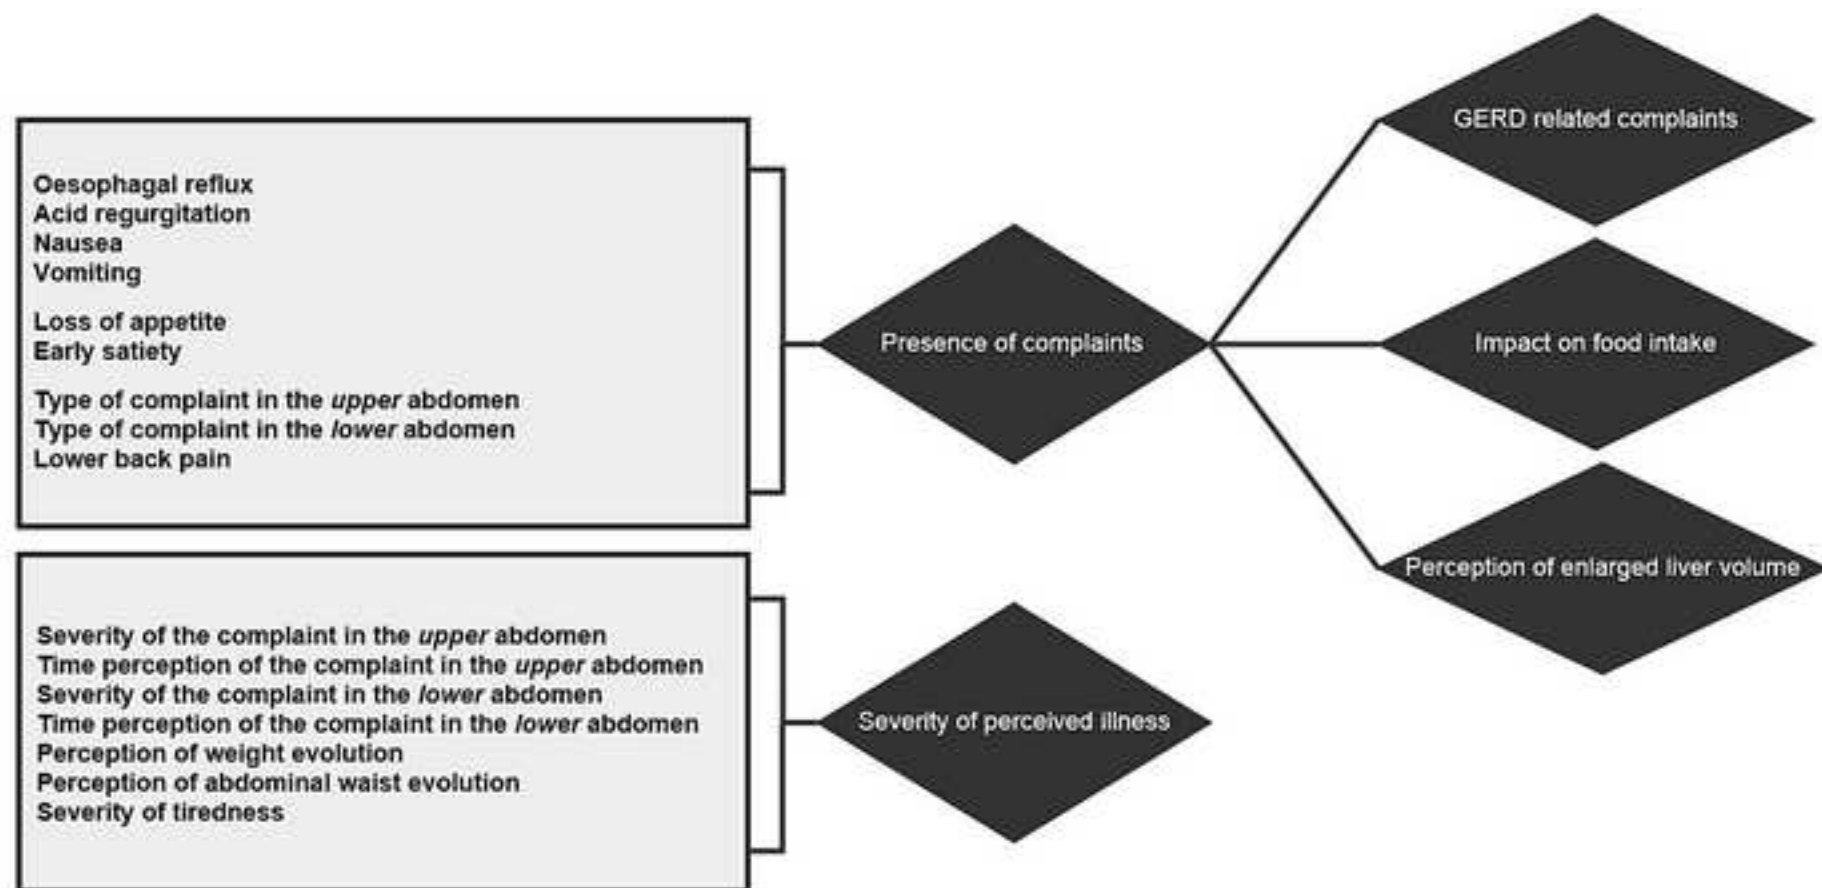 Oesophagal reflux
Acid regurgitation
Nausea
Vomiting
Loss of appetite
Early satiety
Type of complaint in the upper abdomen
Type of complaint in the lower abdomen
Lower back pain
Presence of complaints
GERD related complaints
Impact on food intake
Perception of enlarged liver volume
Severity of the complaint in the upper abdomen
Time perception of the complaint in the upper abdomen
Severity of the complaint in the lower abdomen
Time perception of the complaint in the lower abdomen
Perception of weight evolution
Perception of abdominal waist evolution
Severity of tiredness
Severity of perceived illness